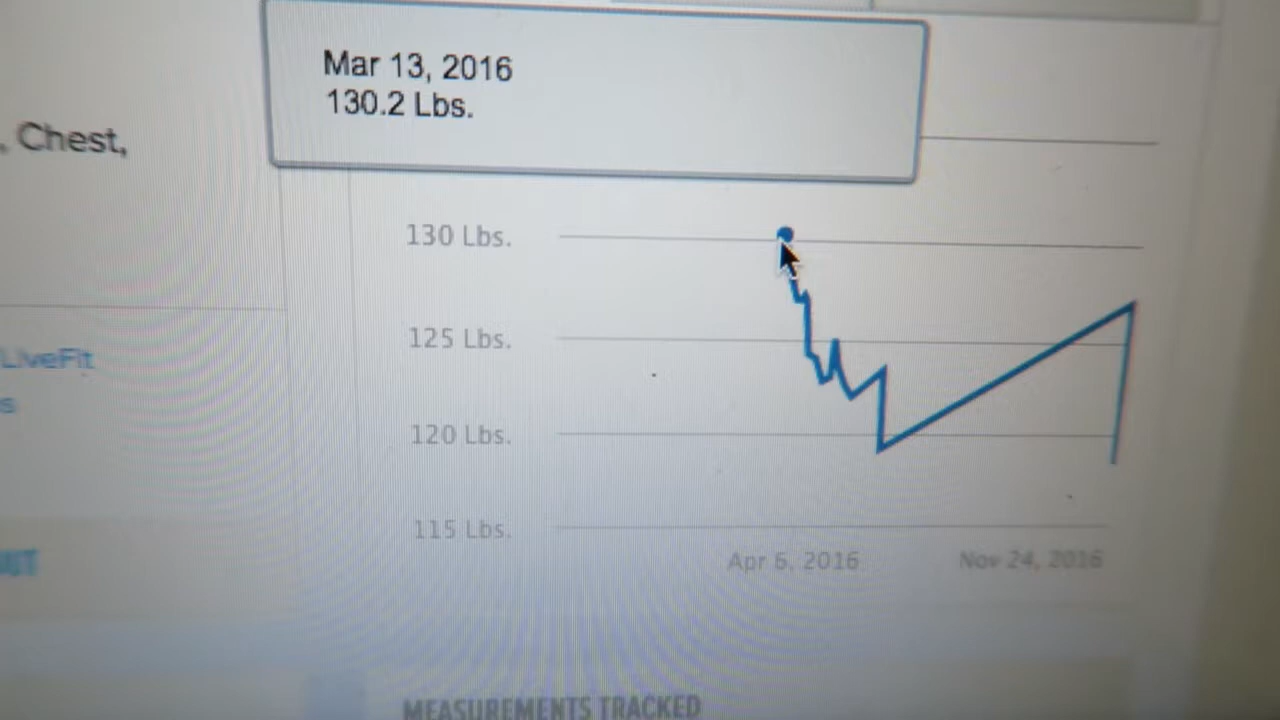 Mar 13, 2016
130.2 Lbs.
, Chest,
130 Lbs.
125 Lbs.
LiveFit
s
120 Lbs.
115 Lbs.
Apr 6, 2016
Nov 24, 2016
MEASUREMENTS TRACKED